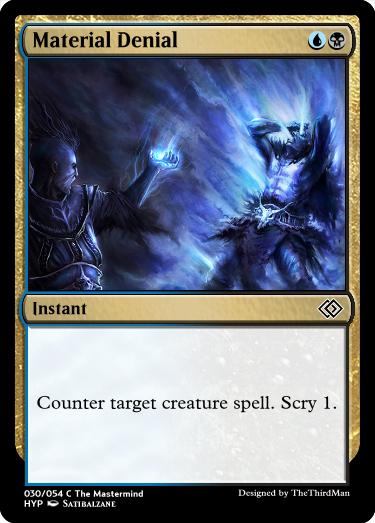 Material Denial
Instant
Counter target creature spell. Scry 1.
030/054 C The Mastermind
HYP SATIBALZANE
Designed by TheThirdMan